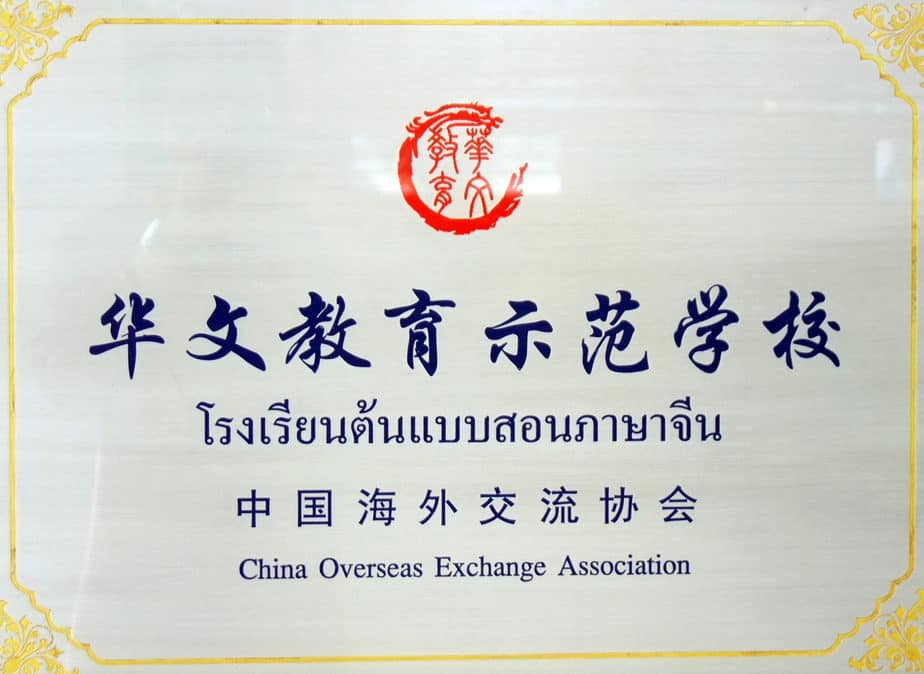 華文教育
华文教育示范学校
โรงเรียนต้นแบบสอนภาษาจีน
中国海外交流协会
China Overseas Exchange Association